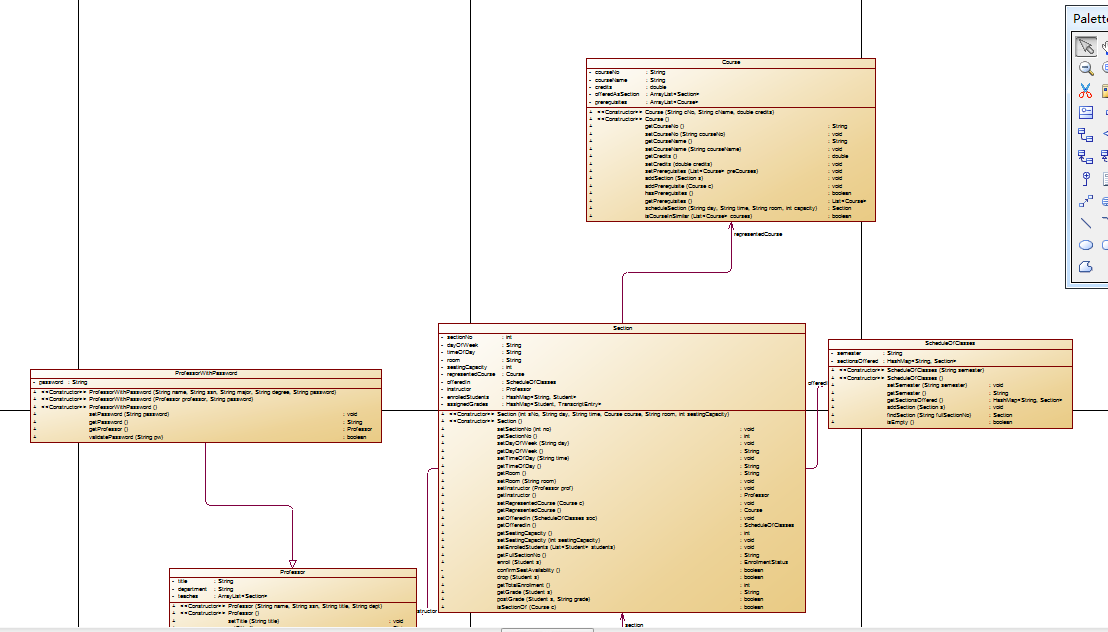 Palett
Course
- courseNo : String
- courseName : String
- credits : double
- offeredAsSection : ArrayList<Section>
- prerequisites : ArrayList<Course>
+ <<Constructor>> Course (String cNo, String cName, double credits)
+ <<Constructor>> Course ()
+ getCourseNo () : String
+ setCourseNo (String courseNo) : void
+ getCourseName () : String
+ setCourseName (String courseName) : void
+ getCredits () : double
+ setCredits (double credits) : void
+ setPrerequisites (List<Course> preCourses) : void
+ addSection (Section s) : void
+ addPrerequisite (Course c) : void
+ hasPrerequisites () : boolean
+ getPrerequisites () : List<Course>
+ scheduleSection (String day, String time, String room, int capacity) : Section
+ isCourseInSimilar (List<Course> courses) : boolean
representedCourse
Section
- sectionNo : int
- dayOfWeek : String
- timeOfDay : String
- room : String
- seatingCapacity : int
- representedCourse : Course
- offeredIn : ScheduleOfClasses
- instructor : Professor
- enrolledStudents : HashMap<String, Student>
- assignedGrades : HashMap<Student, TranscriptEntry>
+ <<Constructor>> Section (int sNo, String day, String time, Course course, String room, int seatingCapacity)
+ <<Constructor>> Section ()
+ setSectionNo (int no) : void
+ getSectionNo () : int
+ setDayOfWeek (String day) : void
+ getDayOfWeek () : String
+ setTimeOfDay (String time) : void
+ getTimeOfDay () : String
+ getRoom () : String
+ setRoom (String room) : void
+ setInstructor (Professor prof) : void
+ getInstructor () : Professor
+ setRepresentedCourse (Course c) : void
+ getRepresentedCourse () : Course
+ setOfferedIn (ScheduleOfClasses soc) : void
+ getOfferedIn () : ScheduleOfClasses
+ getSeatingCapacity () : int
+ setSeatingCapacity (int seatingCapacity) : void
+ setEnrolledStudents (List<Student> students) : void
+ getFullSectionNo () : String
+ enrol (Student s) : EnrolmentStatus
+ confirmSeatAvailability () : boolean
+ drop (Student s) : boolean
+ getTotalEnrolment () : int
+ getGrade (Student s) : String
+ postGrade (Student s, String grade) : boolean
+ isSectionOf (Course c) : boolean
offered
ScheduleOfClasses
- semester : String
- sectionsOffered : HashMap<String, Section>
+ <<Constructor>> ScheduleOfClasses (String semester)
+ <<Constructor>> ScheduleOfClasses ()
+ setSemester (String semester) : void
+ getSemester () : String
+ getSectionsOffered () : HashMap<String, Section>
+ addSection (Section s) : void
+ findSection (String fullSectionNo) : Section
+ isEmpty () : boolean
ProfessorWithPassword
- password : String
+ <<Constructor>> ProfessorWithPassword (String name, String ssn, String major, String degree, String password)
+ <<Constructor>> ProfessorWithPassword (Professor professor, String password)
+ <<Constructor>> ProfessorWithPassword ()
+ setPassword (String password) : void
+ getPassword () : String
+ getProfessor () : Professor
+ validatePassword (String pw) : boolean
Professor
- title : String
- department : String
- teaches : ArrayList<Section>
+ <<Constructor>> Professor (String name, String ssn, String title, String dept)
+ <<Constructor>> Professor ()
+ setTitle (String title) : void
structor
section